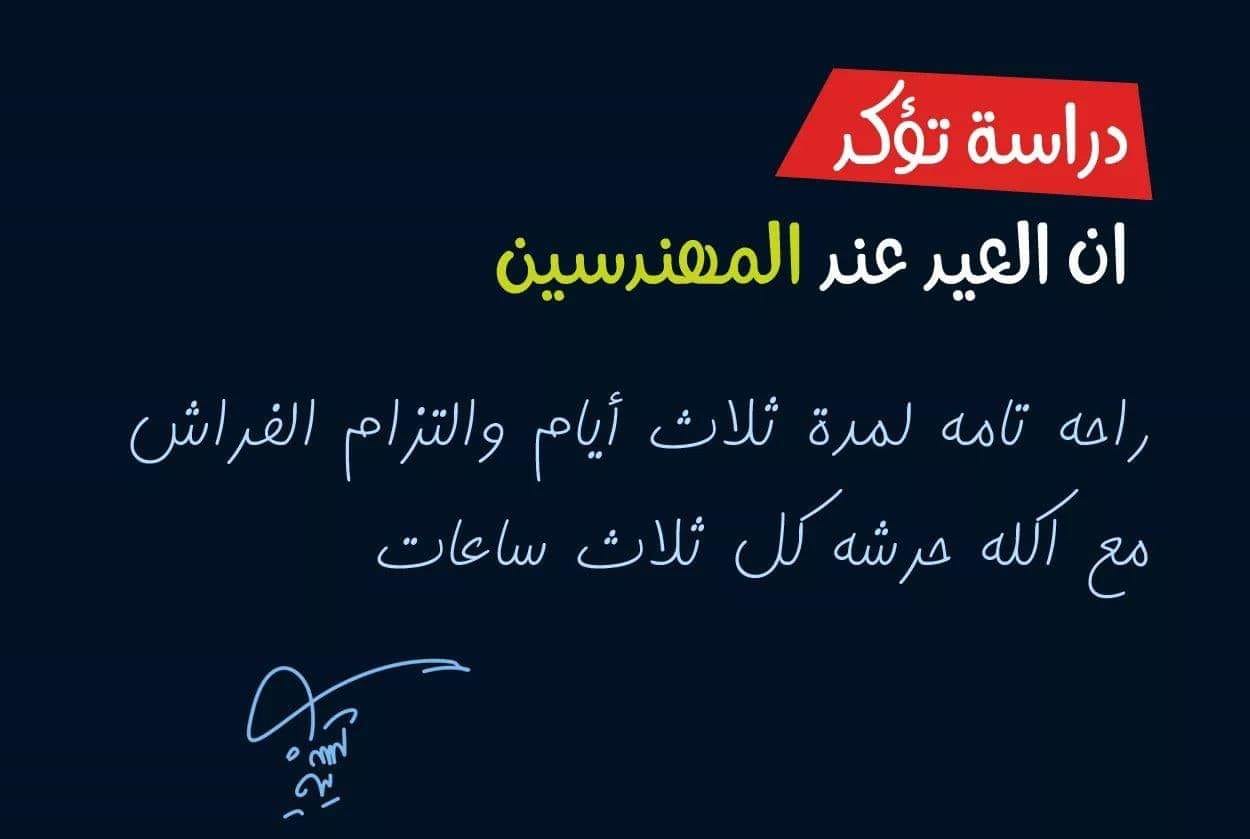 دراسة تؤكد
ان العيد عند المهندسين
راحه تامه لمدة ثلاث أيام والتزام الفراش
مع اكله حرشه كل ثلاث ساعات